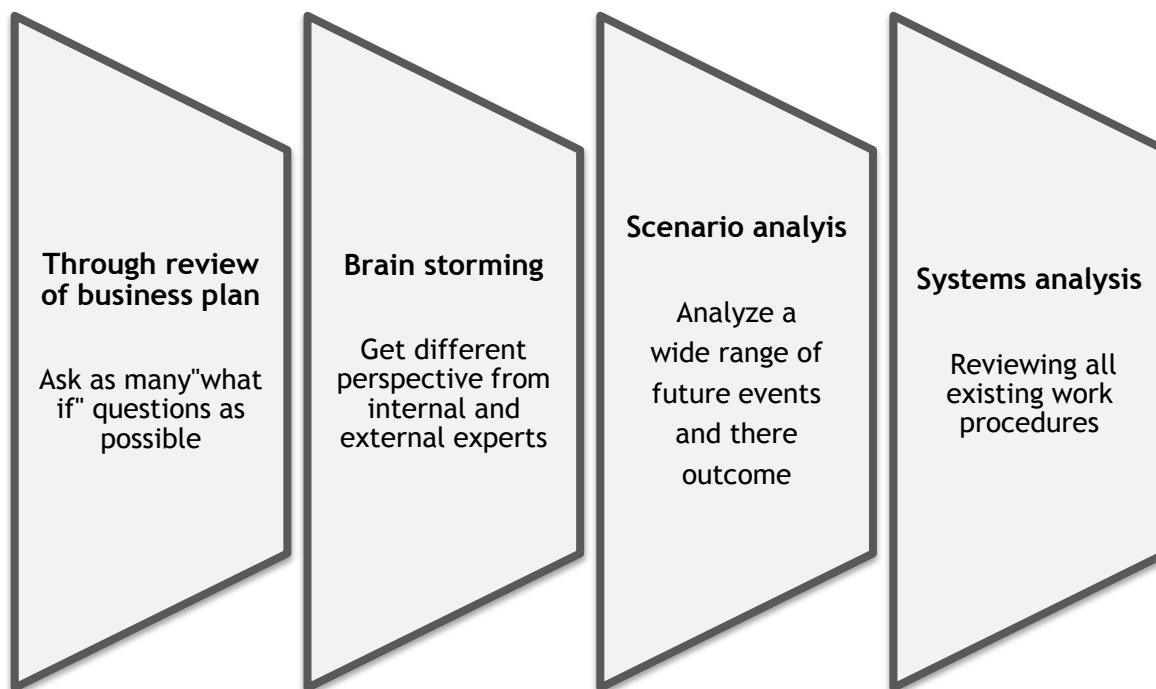 Through review
of business plan
Ask as many"what
if" questions as
possible
Brain storming
Get different
perspective from
internal and
external experts
Scenario analyis
Analyze a
wide range of
future events
and there
outcome
Systems analysis
Reviewing all
existing work
procedures